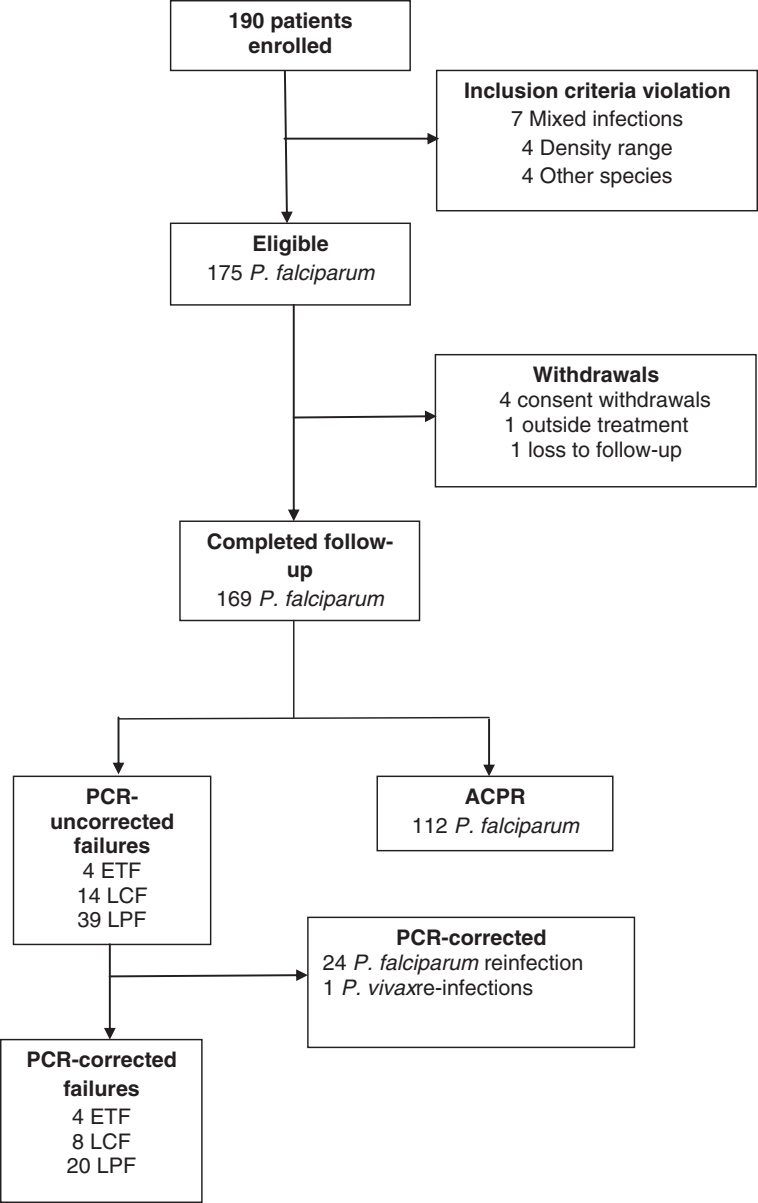 190 patients
enrolled
Inclusion criteria violation
7 Mixed infections
4 Density range
4 Other species
Eligible
175 P. falciparum
Withdrawals
4 consent withdrawals
1 outside treatment
1 loss to follow-up
Completed follow-
up
169 P. falciparum
PCR-
uncorrected
failures
4 ETF
14 LCF
39 LPF
ACPR
112 P. falciparum
PCR-corrected
24 P. falciparum reinfection
1 P. vivaxre-infections
PCR-corrected
failures
4 ETF
8 LCF
20 LPF